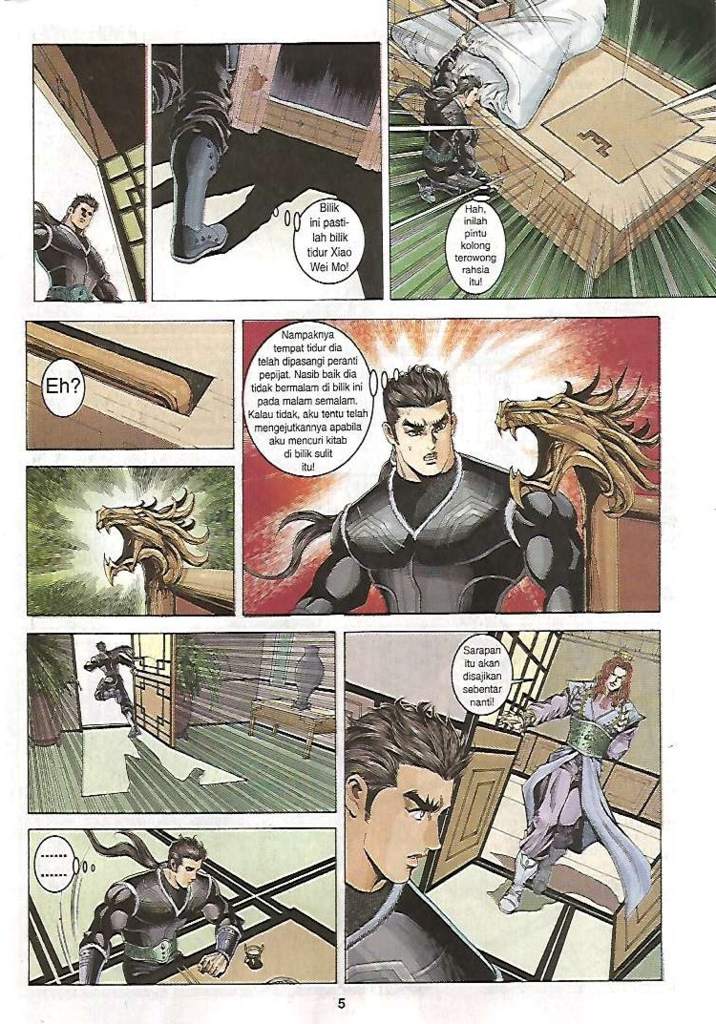 Bilik
ini pasti-
lah bilik
tidur Xiao
Wei Mo!
Hah,
inilah
pintu
kolong
terowong
rahsia
itu!
Eh?
Nampaknya
tempat tidur dia
telah dipasangi peranti
pepijat. Nasib baik dia
tidak bermalam di bilik ini
pada malam semalam.
Kalau tidak, aku tentu telah
mengejutkannya apabila
aku mencuri kitab
di bilik sulit
itu!
Sarapan
itu akan
disajikan
sebentar
nanti!
------
------
5